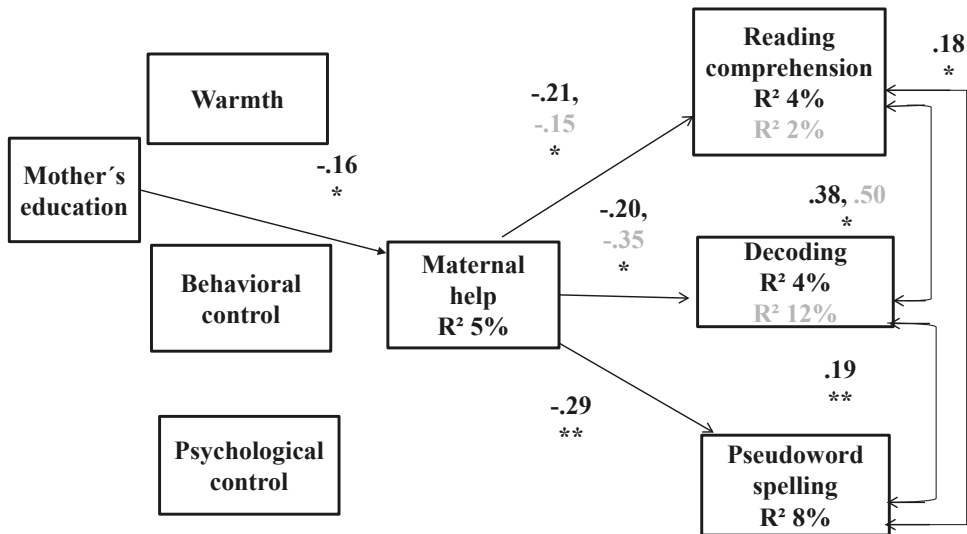 Warmth
Mother´s
education
Behavioral
control
Psychological
control
-.16
*
Maternal
help
R² 5%
-.21,
-.15
*
-.20,
-.35
*
-.29
**
Reading
comprehension
R² 4%
R² 2%
Decoding
R² 4%
R² 12%
Pseudoword
spelling
R² 8%
.18
*
.38, .50
*
.19
**